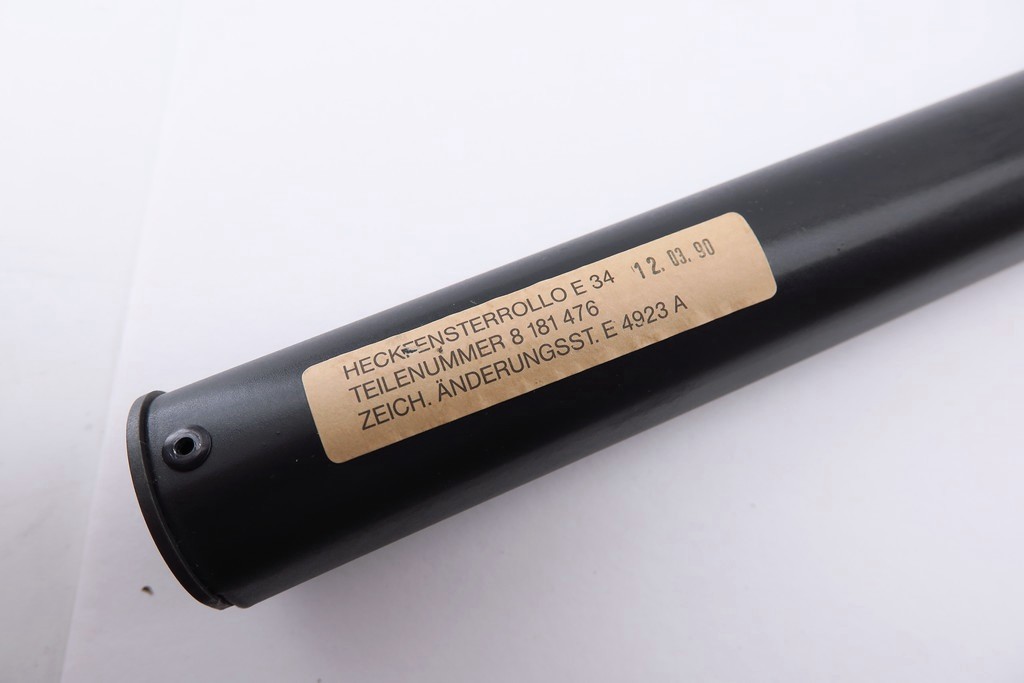 HECKFENSTERROLLO E 34 12. 03. 90
TEILENUMMER 8 181 476
ZEICH. ÄNDERUNGSST. E 4923 A